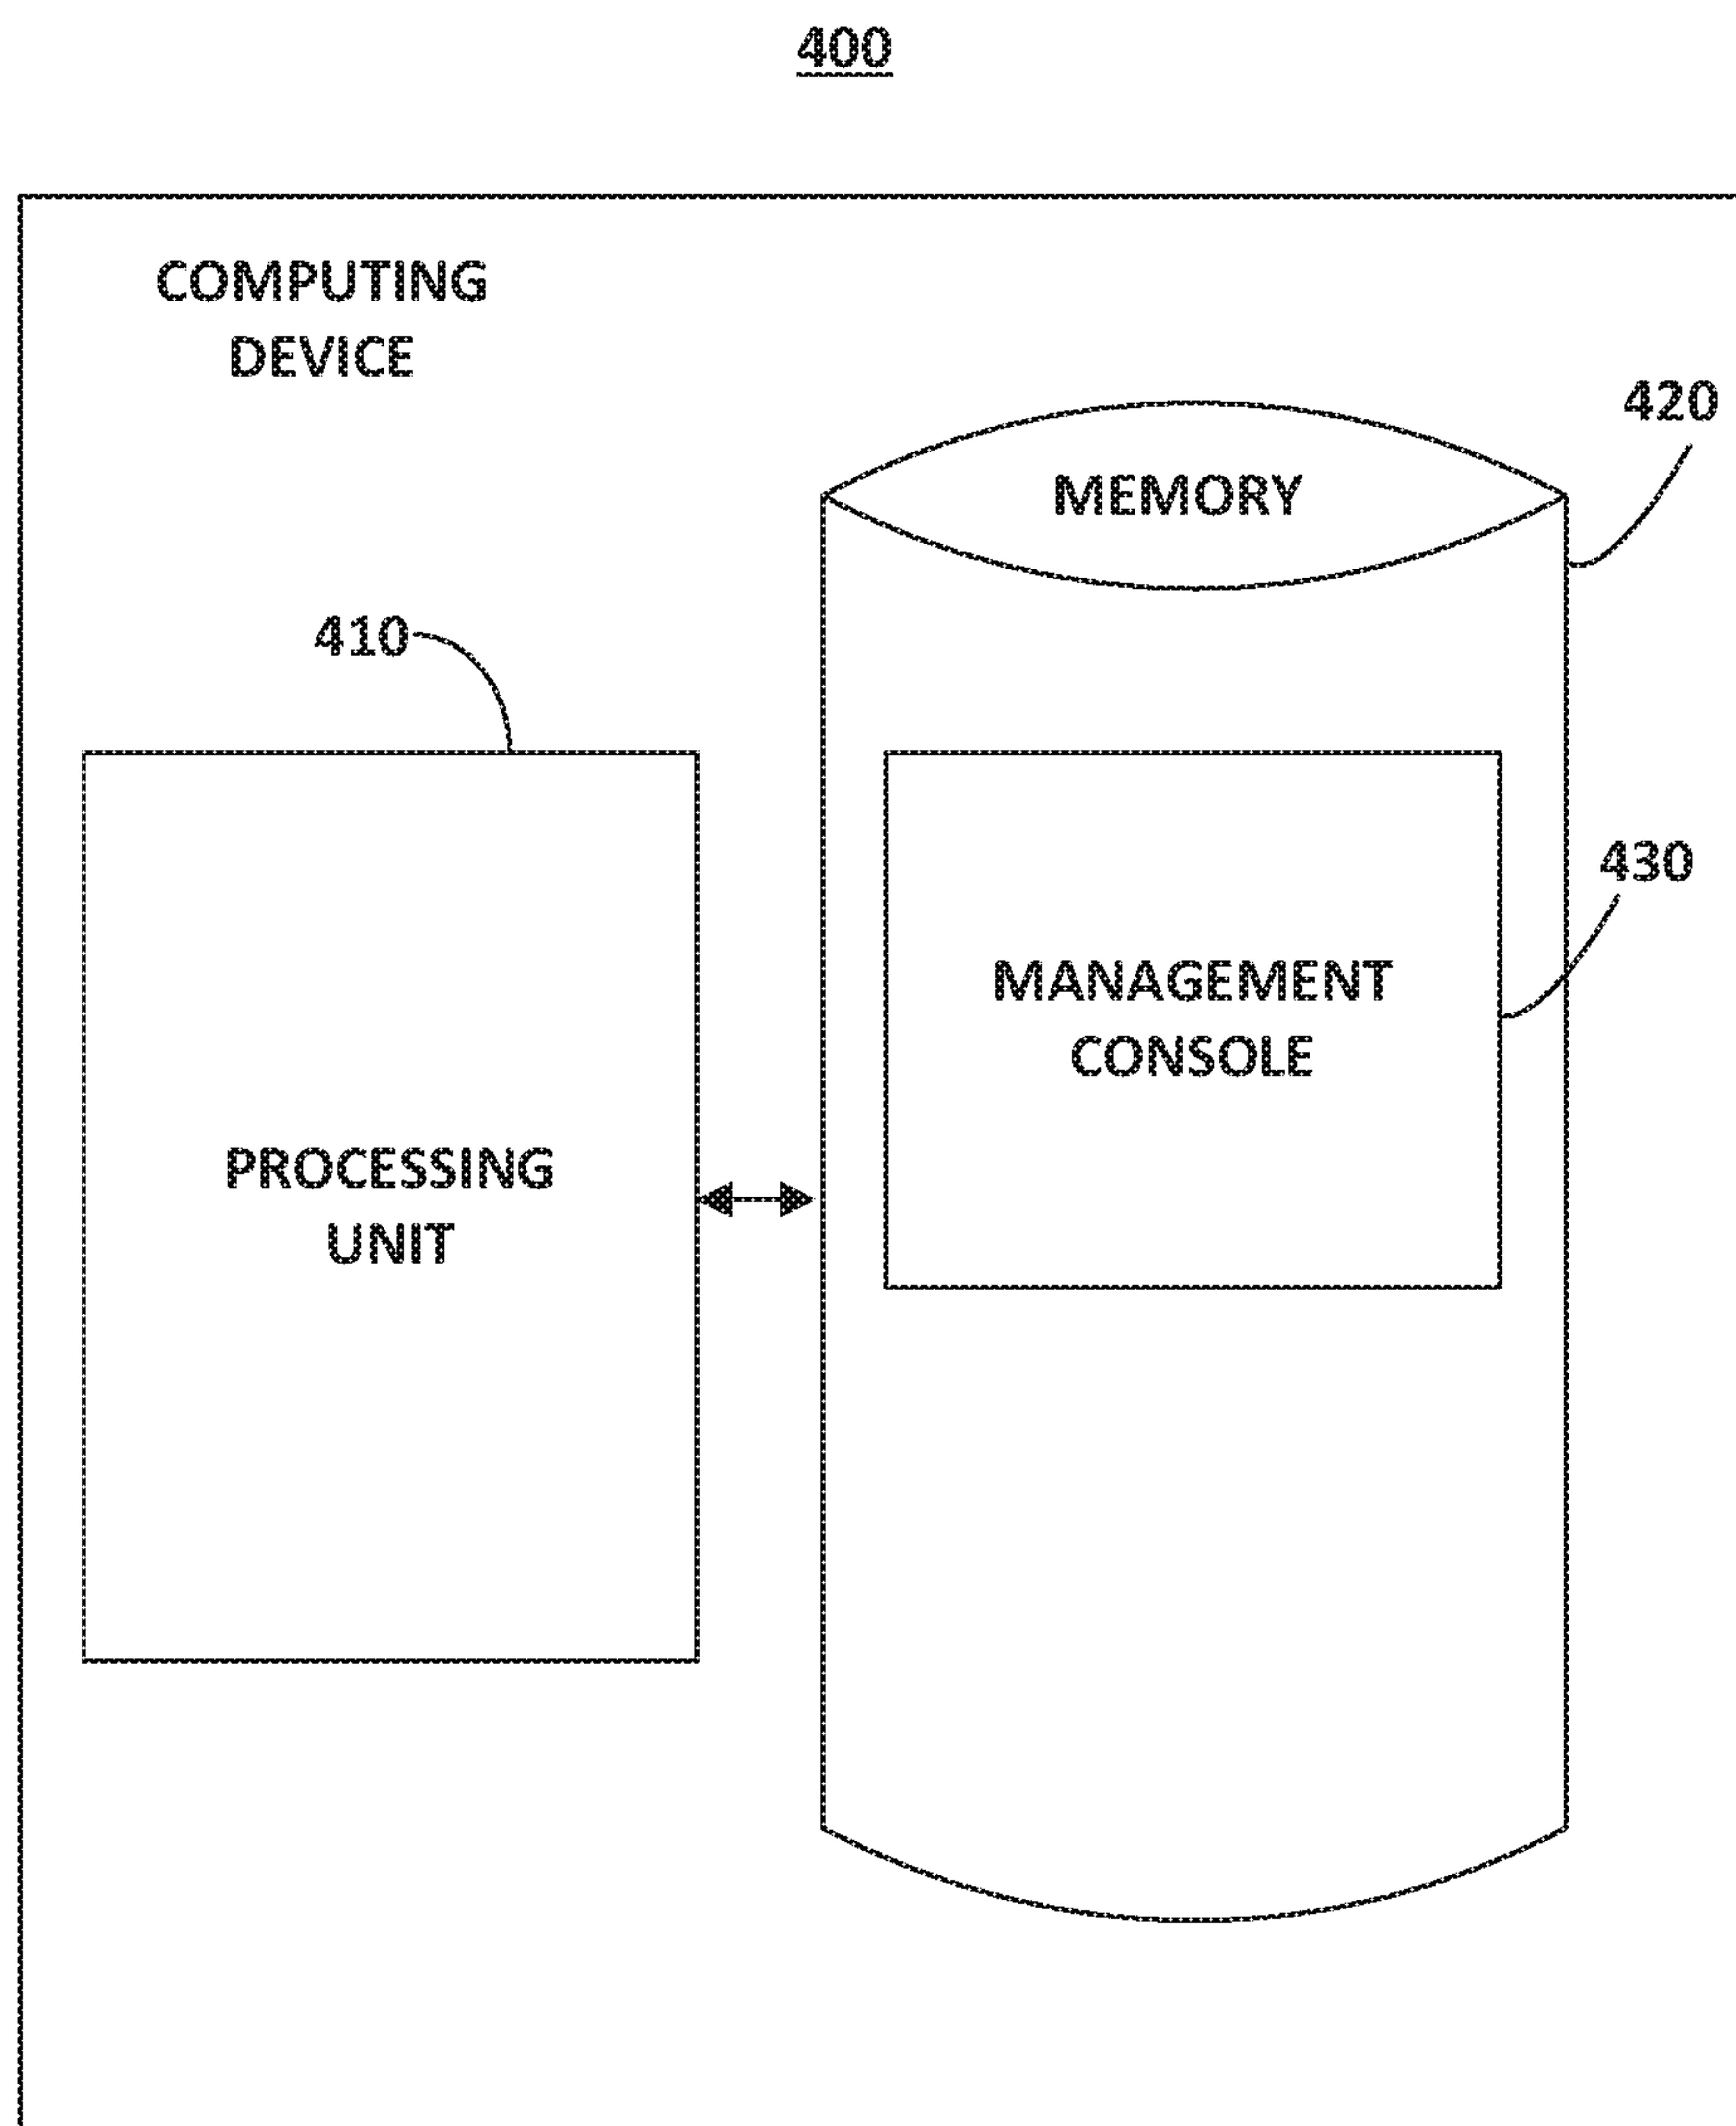 400
COMPUTING
DEVICE
420
MEMORY
410
430
MANAGEMENT
CONSOLE
PROCESSING
UNIT